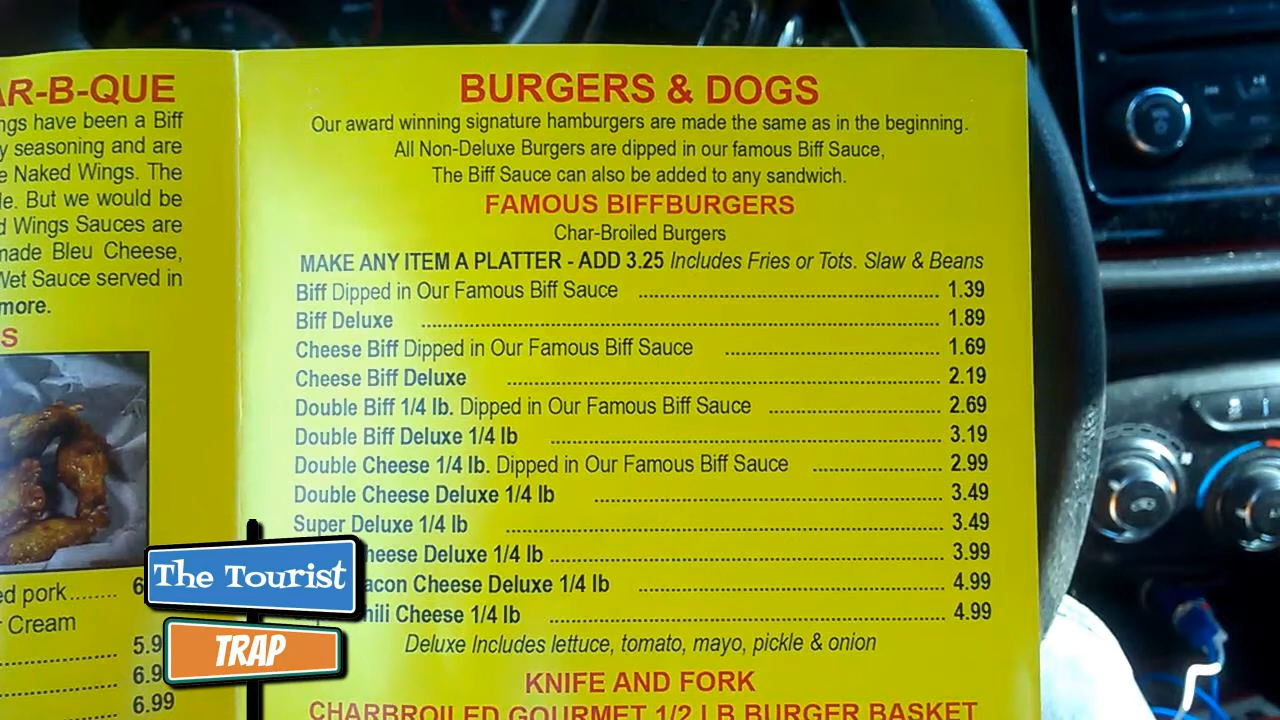 AR-B-QUE
ngs have been a Biff
y seasoning and are
e Naked Wings. The
le. But we would be
d Wings Sauces are
made Bleu Cheese,
Wet Sauce served in
more.
S
ed pork........ 6
r Cream
5.9
6.9
6.99
BURGERS & DOGS
Our award winning signature hamburgers are made the same as in the beginning.
All Non-Deluxe Burgers are dipped in our famous Biff Sauce,
The Biff Sauce can also be added to any sandwich.
FAMOUS BIFFBURGERS
Char-Broiled Burgers
MAKE ANY ITEM A PLATTER - ADD 3.25 Includes Fries or Tots. Slaw & Beans
Biff Dipped in Our Famous Biff Sauce 1.39
Biff Deluxe 1.89
Cheese Biff Dipped in Our Famous Biff Sauce 1.69
Cheese Biff Deluxe 2.19
Double Biff 1/4 lb. Dipped in Our Famous Biff Sauce 2.69
Double Biff Deluxe 1/4 lb 3.19
Double Cheese 1/4 lb. Dipped in Our Famous Biff Sauce 2.99
Double Cheese Deluxe 1/4 lb 3.49
Super Deluxe 1/4 lb 3.49
heese Deluxe 1/4 lb 3.99
acon Cheese Deluxe 1/4 lb 4.99
hili Cheese 1/4 lb 4.99
Deluxe Includes lettuce, tomato, mayo, pickle & onion
KNIFE AND FORK
CHARBROILED GOURMET 1/2 LB BURGER BASKET
The Tourist
TRAP